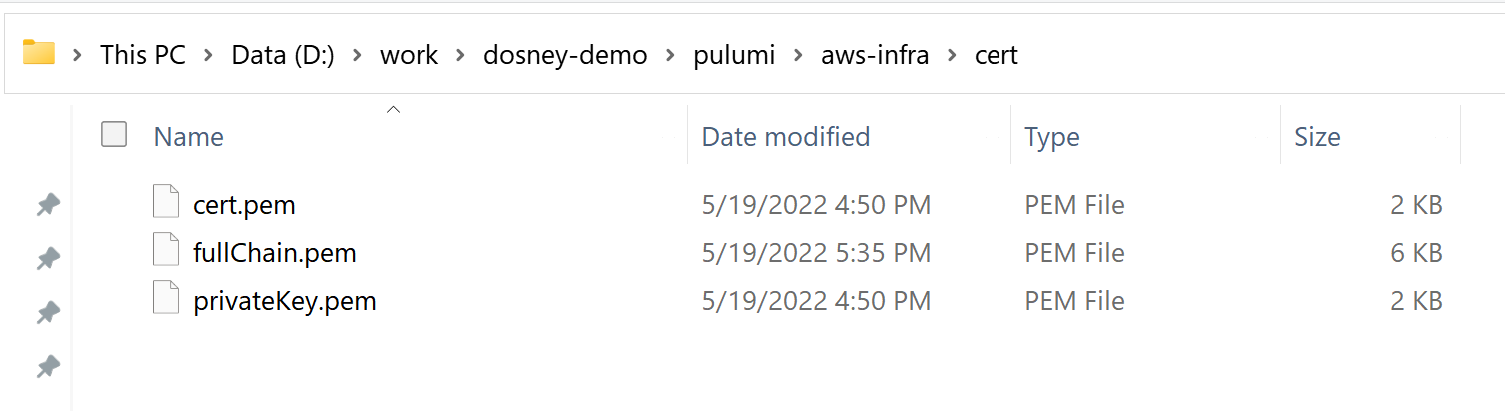 This PC > Data (D:) > work > dosney-demo > pulumi > aws-infra > cert
Name Date modified Type Size
cert.pem 5/19/2022 4:50 PM PEM File 2 KB
fullChain.pem 5/19/2022 5:35 PM PEM File 6 KB
privateKey.pem 5/19/2022 4:50 PM PEM File 2 KB